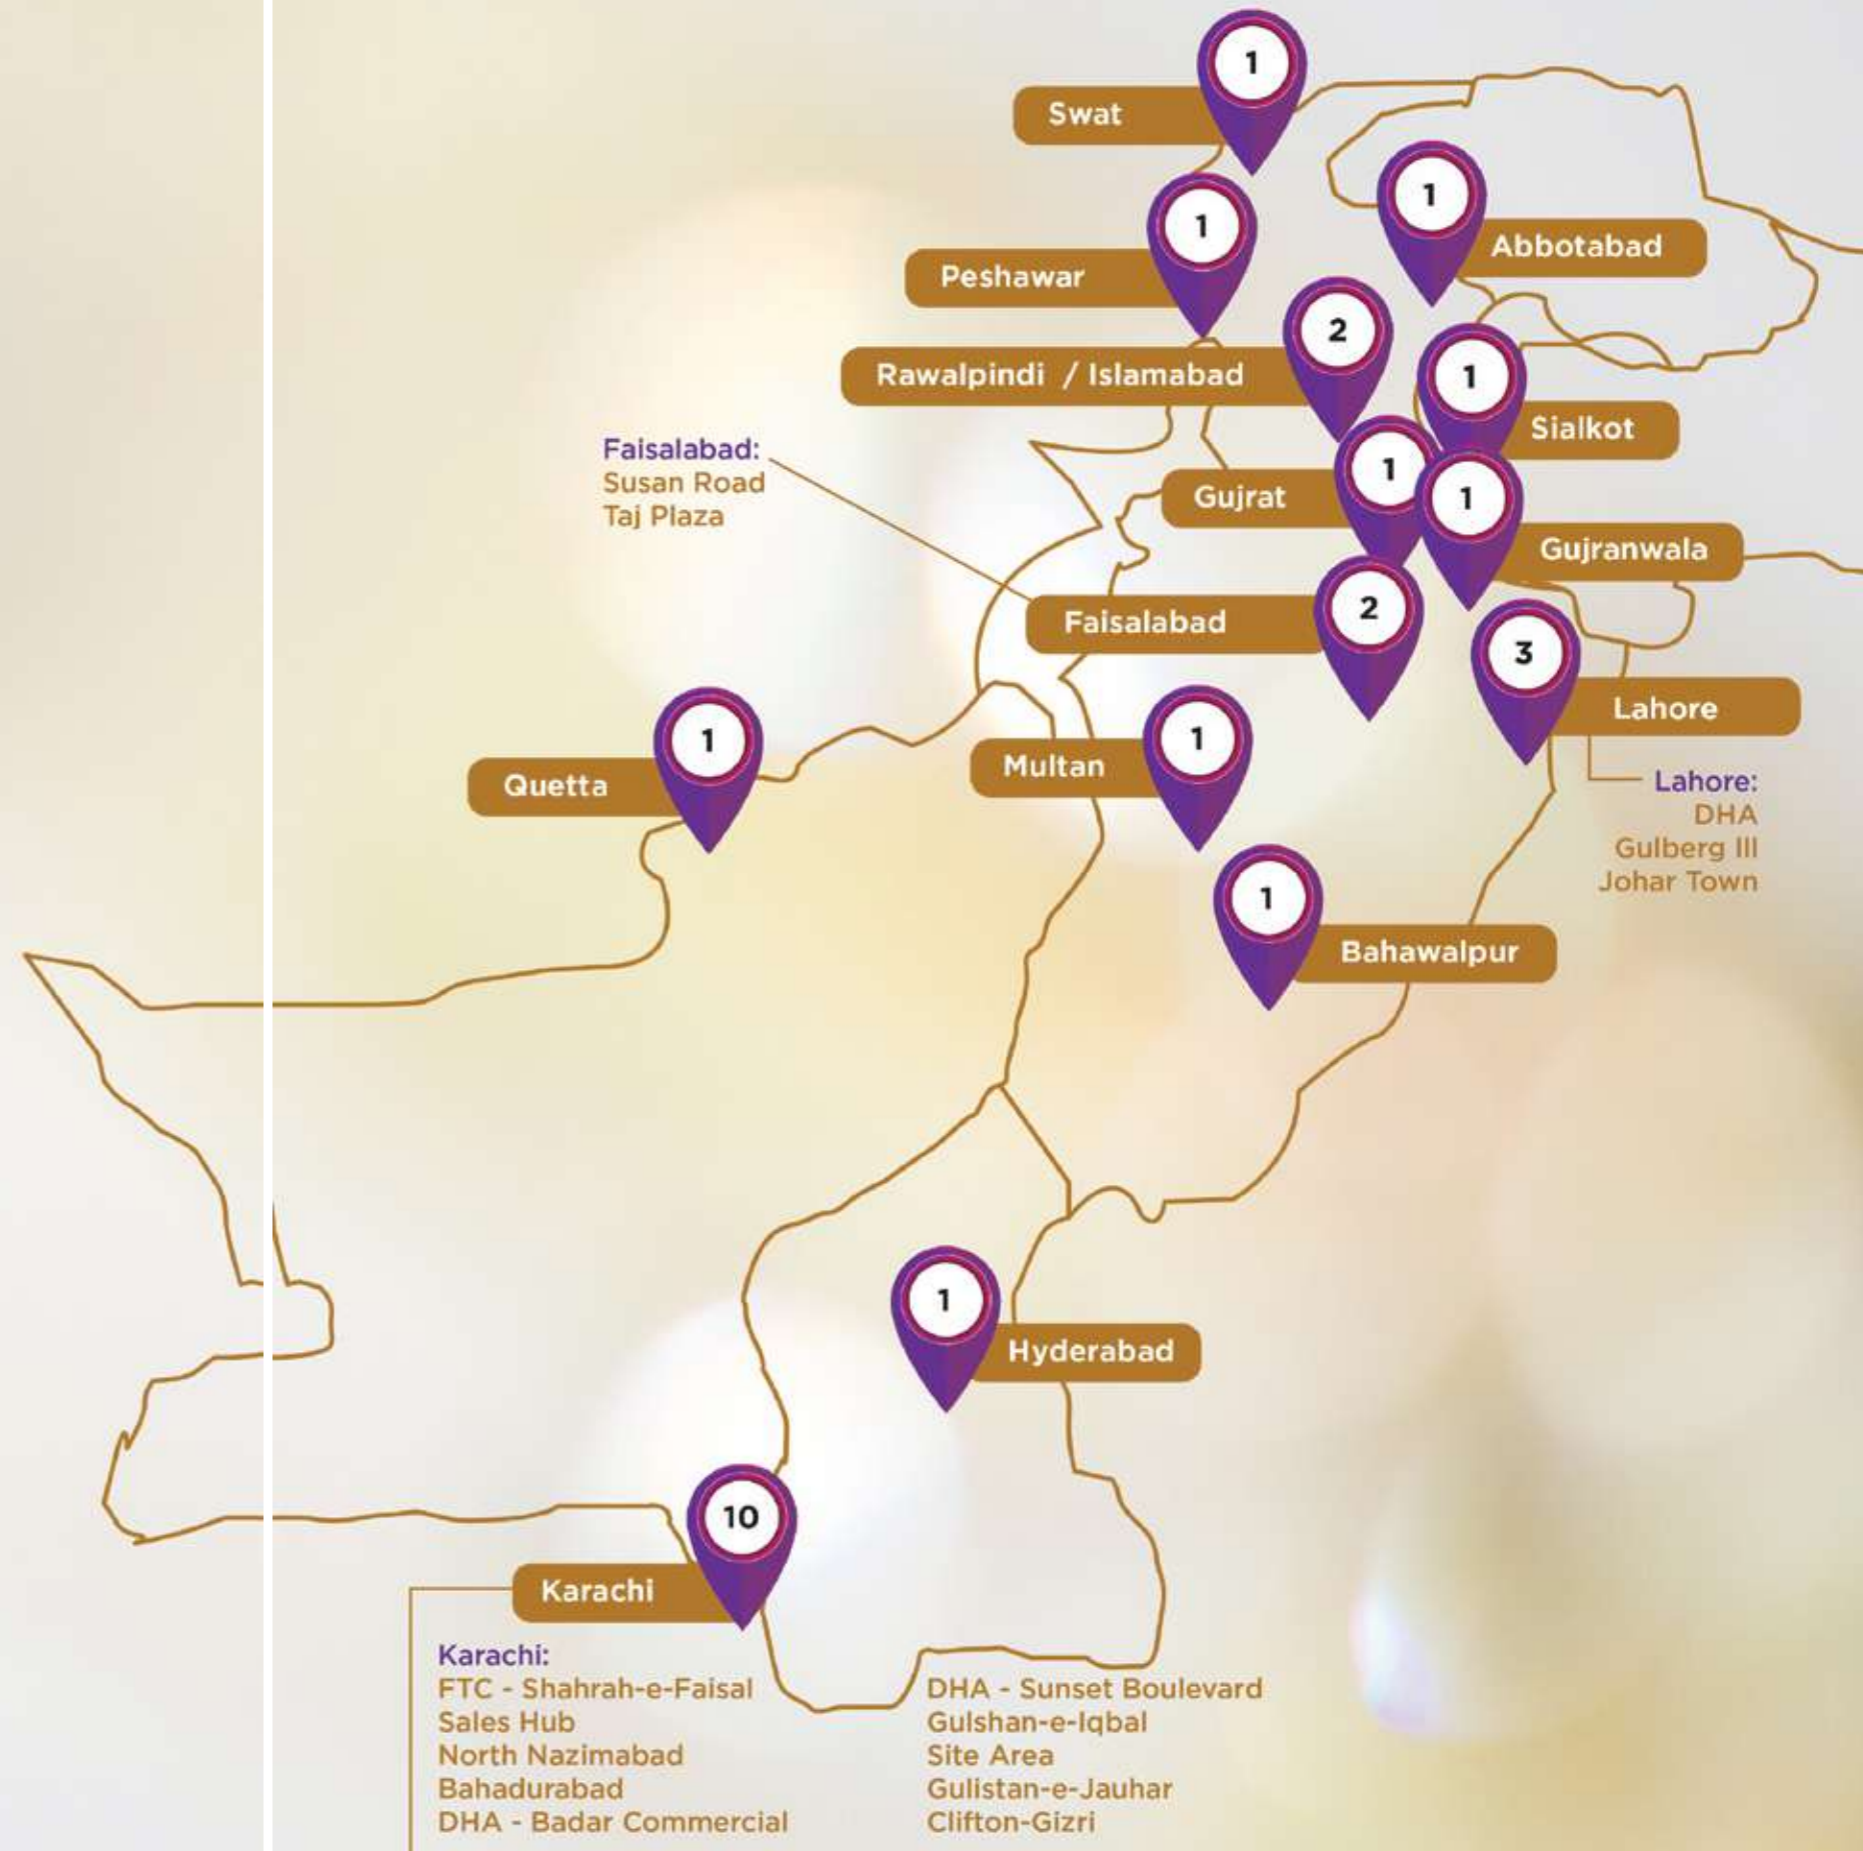 1
Swat
1
Abbotabad
1
Peshawar
2
Rawalpindi / Islamabad
1
Sialkot
Faisalabad:
Susan Road
Taj Plaza
1
Gujrat
1
Gujranwala
2
Faisalabad
3
Lahore
Lahore:
DHA
Gulberg III
Johar Town
1
Quetta
1
Multan
1
Bahawalpur
1
Hyderabad
10
Karachi
Karachi:
FTC - Shahrah-e-Faisal
Sales Hub
North Nazimabad
Bahadurabad
DHA - Badar Commercial
DHA - Sunset Boulevard
Gulshan-e-Iqbal
Site Area
Gulistan-e-Jauhar
Clifton-Gizri